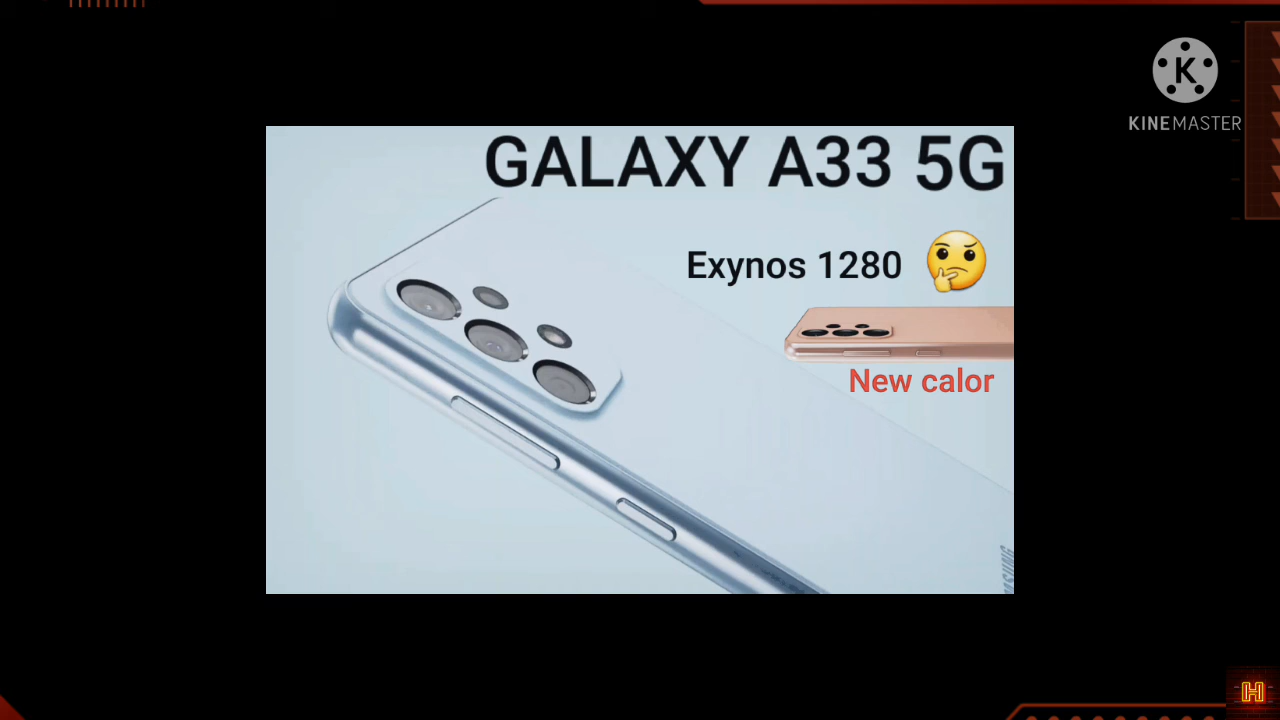 KINEMASTER
GALAXY A33 5G
Exynos 1280 🤔
New calor
H